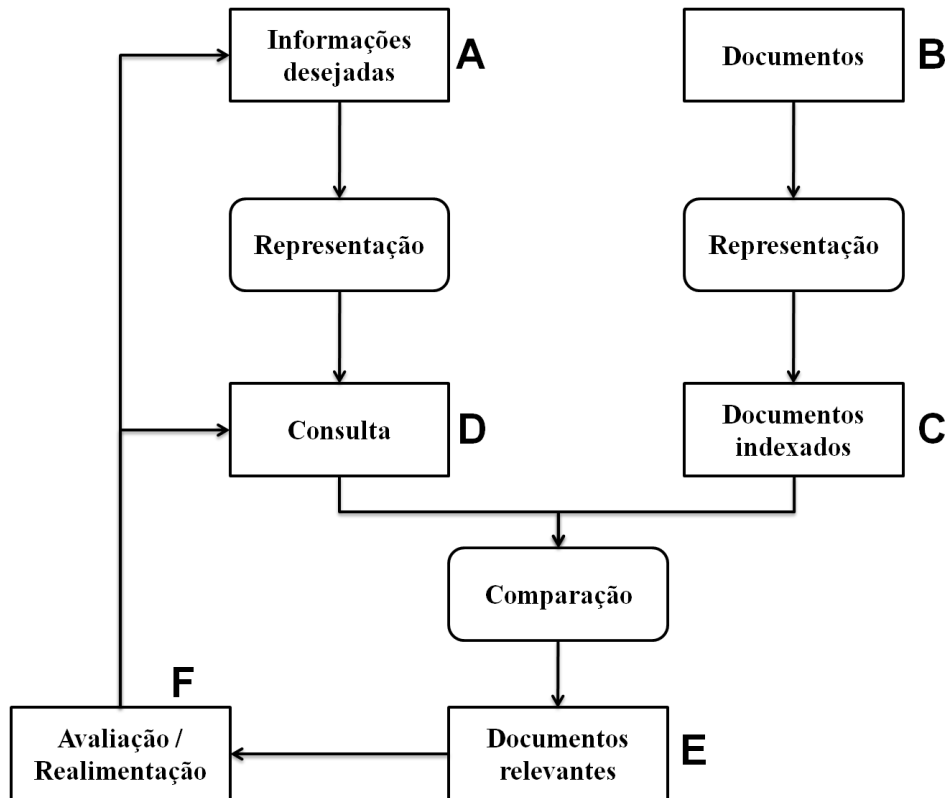 Informações
desejadas
A
Documentos
B
Representação
Representação
Consulta
D
Documentos
indexados
C
Comparação
F
Avaliação /
Realimentação
Documentos
relevantes
E